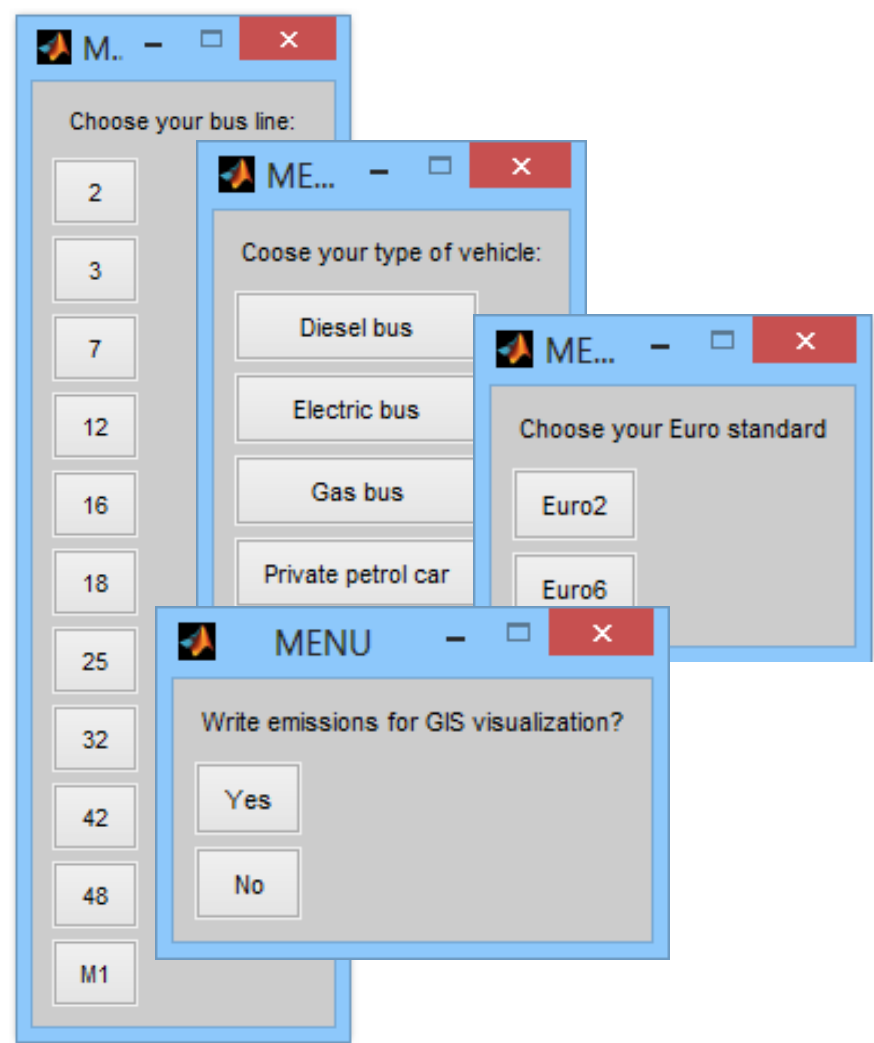 M..
Choose your bus line:
2
3
7
12
16
18
25
32
42
48
M1
ME...
Coose your type of vehicle:
Diesel bus
Electric bus
Gas bus
Private petrol car
ME...
Choose your Euro standard
Euro2
Euro6
MENU
Write emissions for GIS visualization?
Yes
No